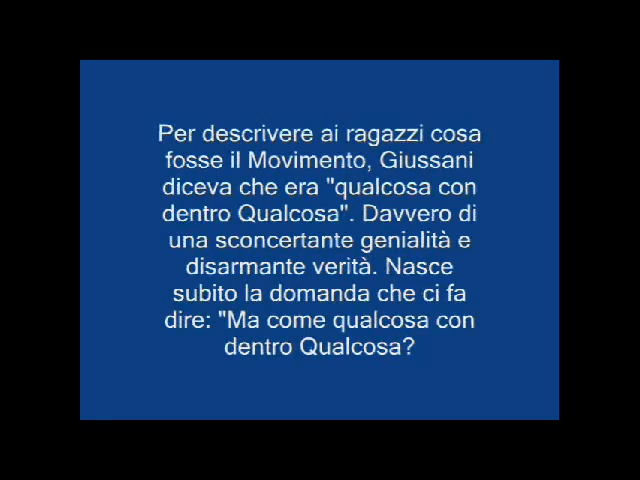 Per descrivere ai ragazzi cosa
fosse il Movimento, Giussani
diceva che era "qualcosa con
dentro Qualcosa". Davvero di
una sconcertante genialità e
disarmante verità. Nasce
subito la domanda che ci fa
dire: "Ma come qualcosa con
dentro Qualcosa?